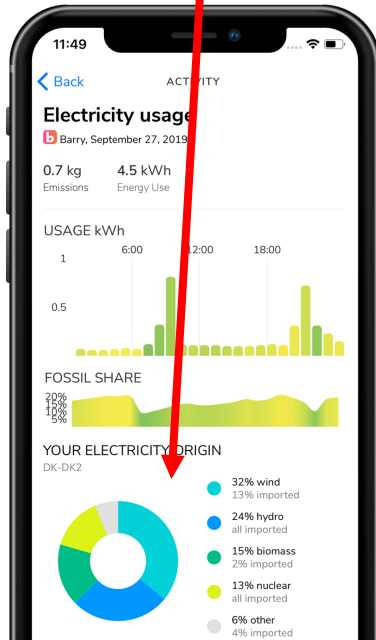 11:49
Back
ACTIVITY
Electricity usage
Barry, September 27, 2019
0.7 kg
4.5 kWh
Emissions
Energy Use
USAGE kWh
6:00
12:00
18:00
1
0.5
FOSSIL SHARE
20%
15%
10%
5%
YOUR ELECTRICITY ORIGIN
DK-DK2
32% wind
13% imported
24% hydro
all imported
15% biomass
2% imported
13% nuclear
all imported
6% other
4% imported